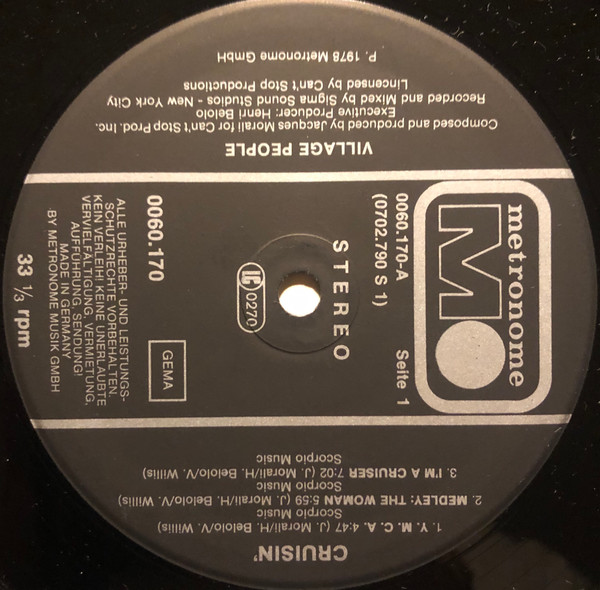 CRUISIN'
1. Y. M. C. A. 4:47 (J. Morali/H. Belolo/V. Willis)
Scorpio Music
2. MEDLEY: THE WOMAN 5:59 (J. Morali/H. Belolo/V. Willis)
Scorpio Music
3. I'M A CRUISER 7:02 (J. Morali/H. Belolo/V. Willis)
Scorpio Music
metronome
MO
0060.170-A
(0702.790 S 1)
Seite 1
STEREO
LC 0270
0060.170
GEMA
ALLE URHEBER- UND LEISTUNGS-
SCHUTZRECHTE VORBEHALTEN.
KEIN VERLEIH! KEINE UNERLAUBTE
VERVIELFÄLTIGUNG, VERMIETUNG,
AUFFÜHRUNG, SENDUNG!
MADE IN GERMANY
BY METRONOME MUSIK GMBH
33 1/3 rpm
VILLAGE PEOPLE
Composed and produced by Jacques Morali for Can't Stop Prod. Inc.
Executive Producer: Henri Belolo
Recorded and Mixed by Sigma Sound Studios - New York City
Lincensed by Can't Stop Productions
P. 1978 Metronome GmbH